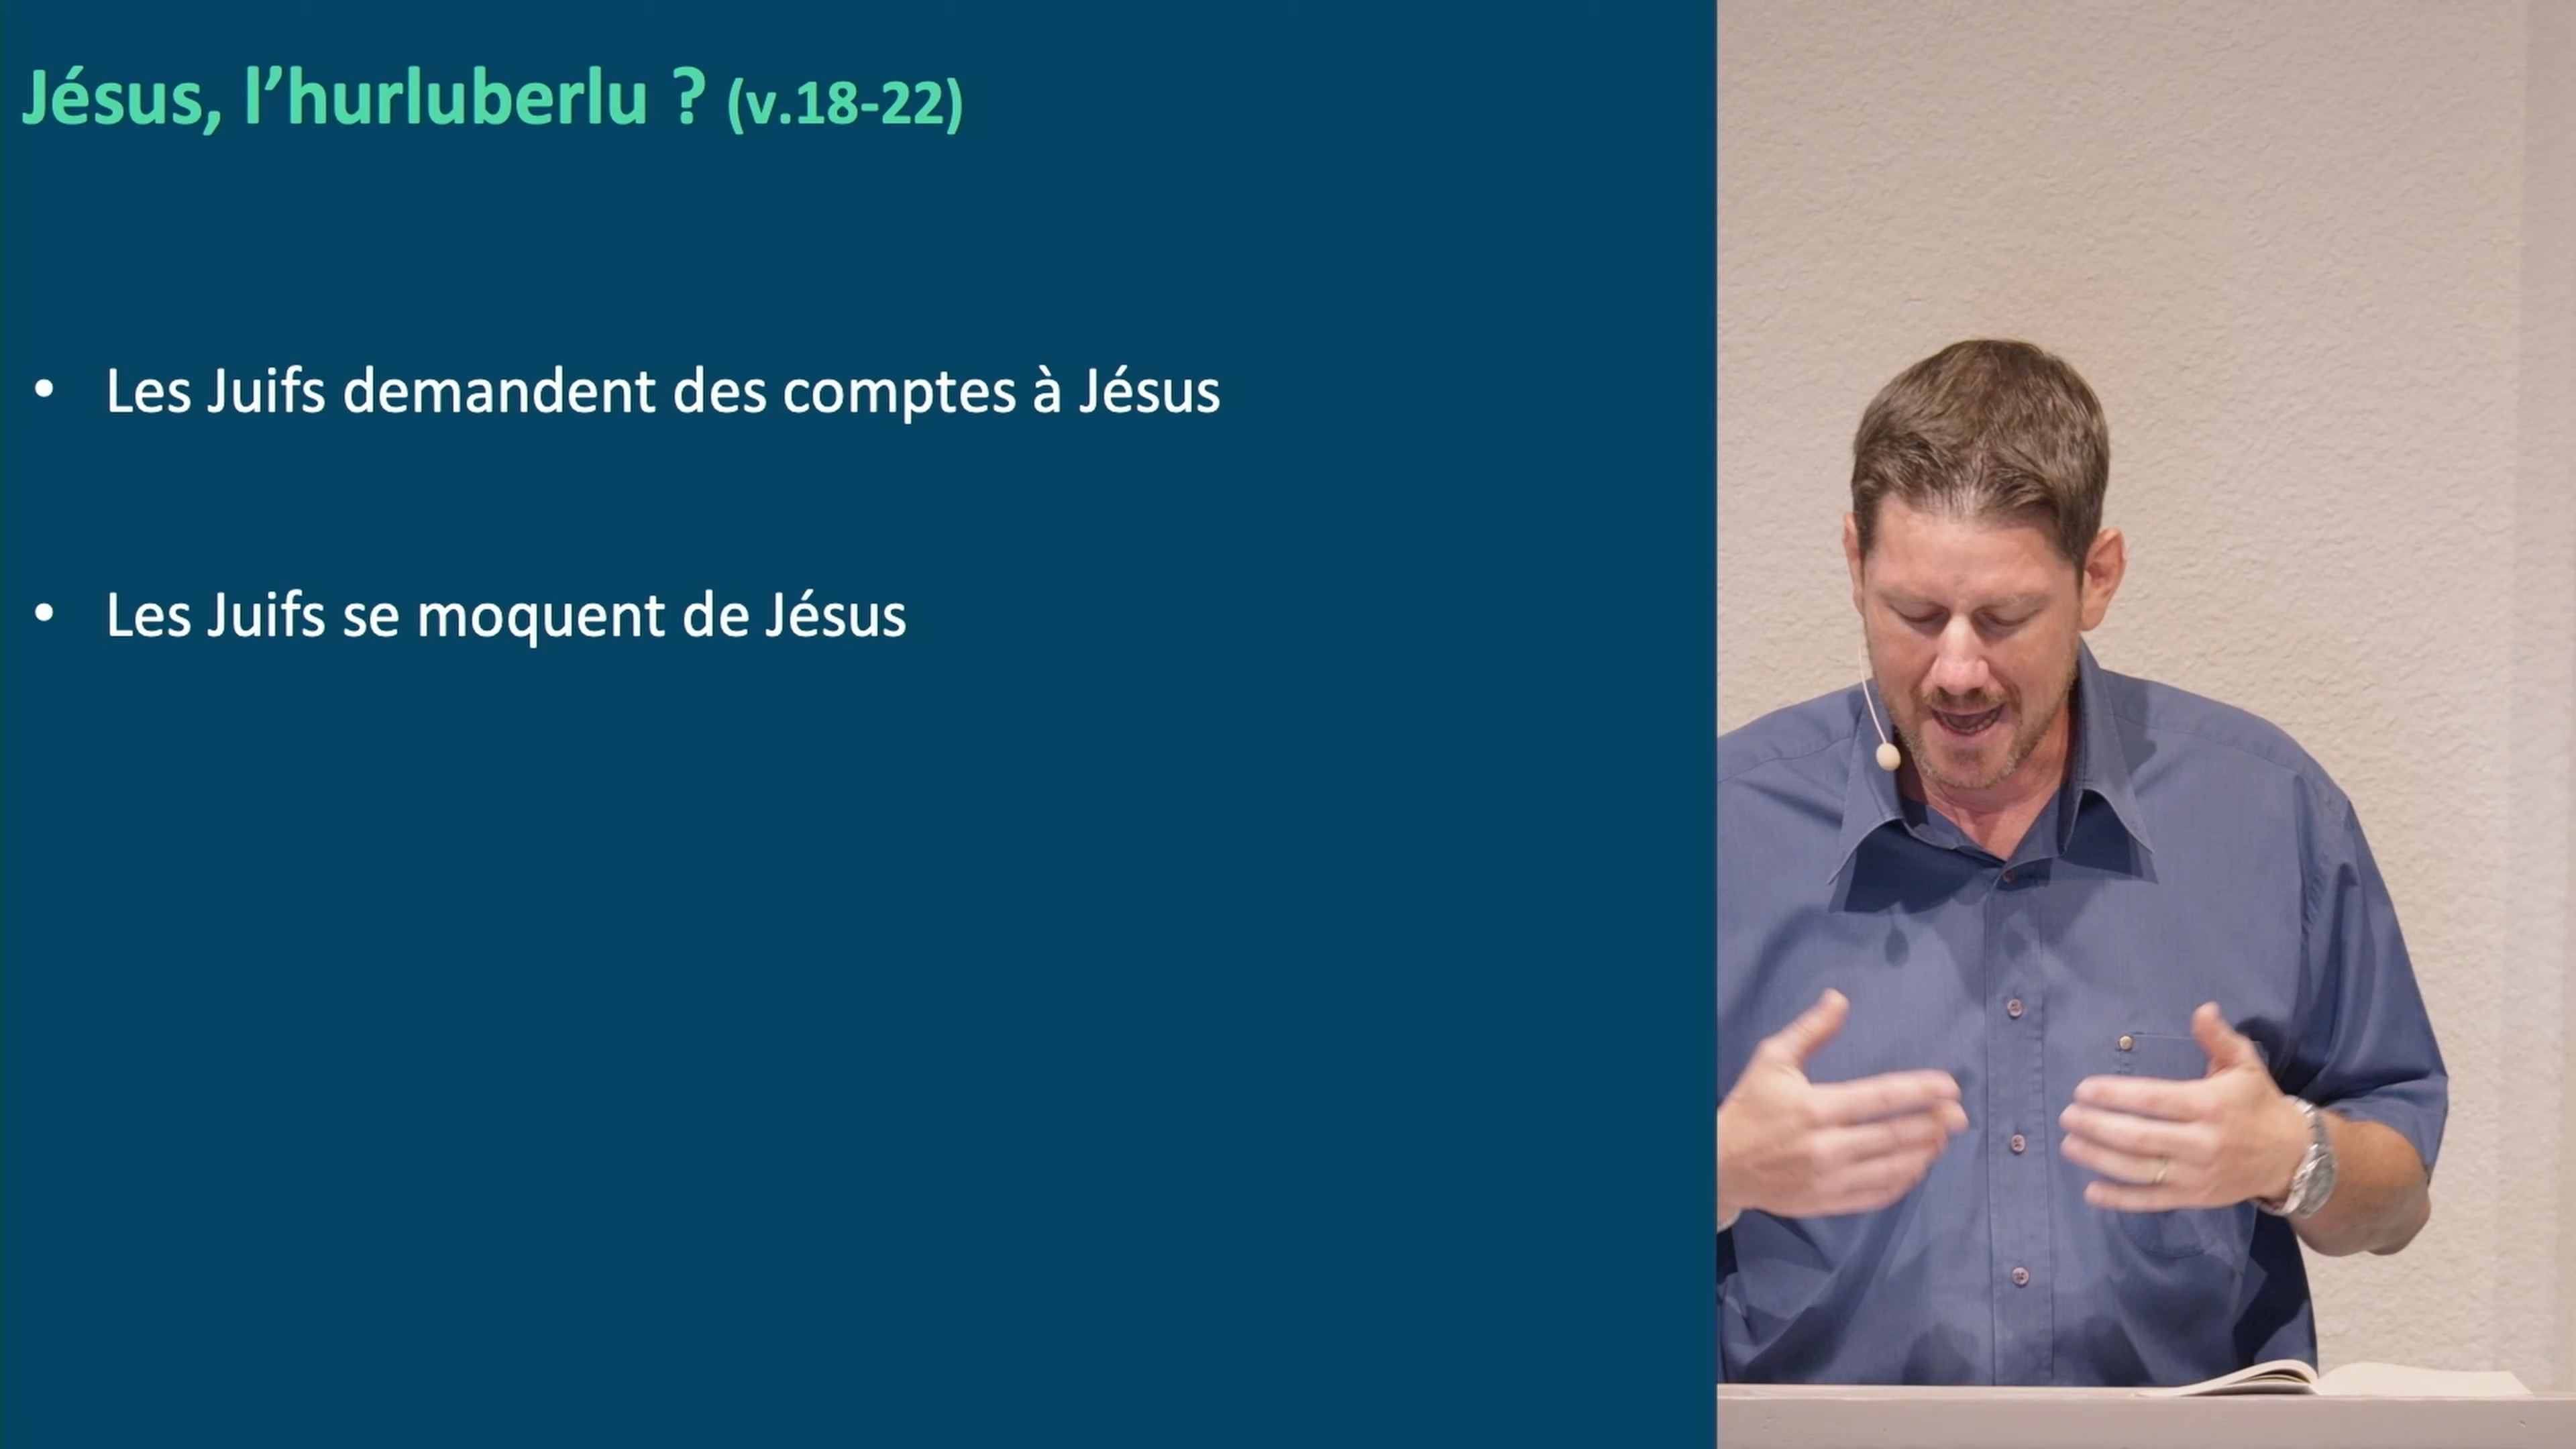 Jésus, l’hurluberlu ? (v.18-22)
• Les Juifs demandent des comptes à Jésus
• Les Juifs se moquent de Jésus